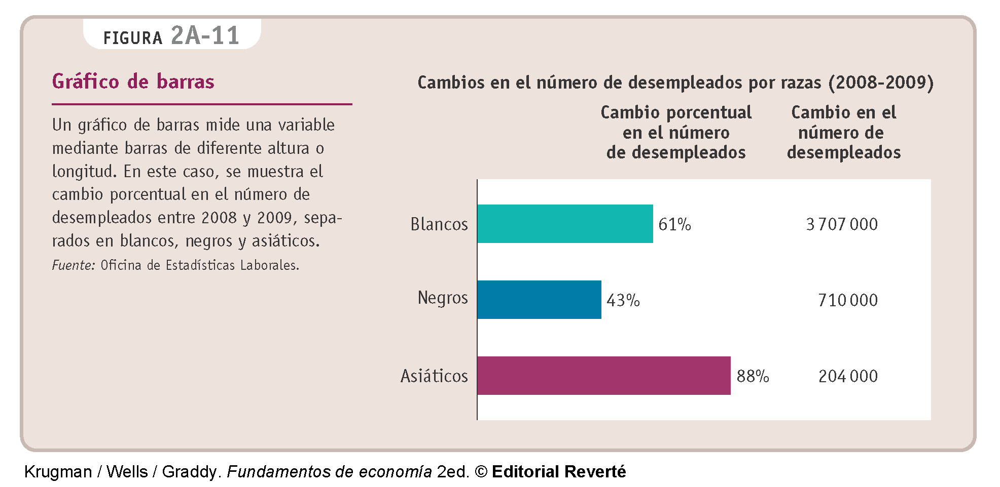 FIGURA 2A-11
Gráfico de barras
Un gráfico de barras mide una variable
mediante barras de diferente altura o
longitud. En este caso, se muestra el
cambio porcentual en el número de
desempleados entre 2008 y 2009, sepa-
rados en blancos, negros y asiáticos.
Fuente: Oficina de Estadísticas Laborales.
Cambios en el número de desempleados por razas (2008-2009)
Cambio porcentual
en el número
de desempleados
Cambio en el
número de
desempleados
Blancos 61% 3 707 000
Negros 43% 710 000
Asiáticos 88% 204 000
Krugman / Wells / Graddy. Fundamentos de economía 2ed. © Editorial Reverté